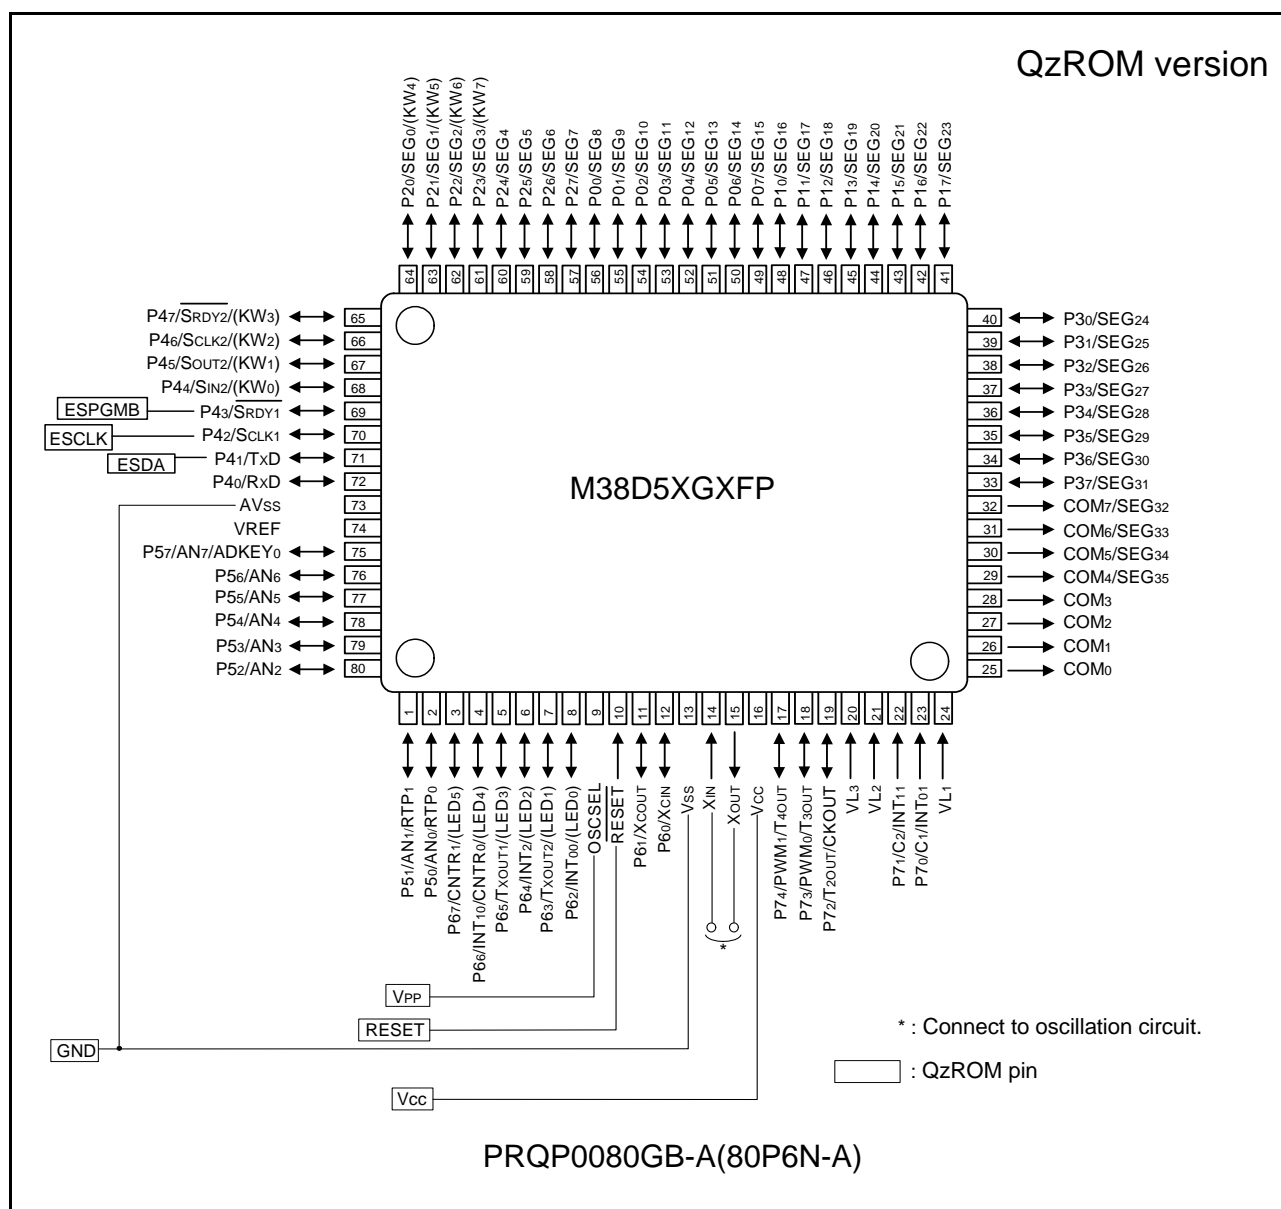 QzROM version
P20/SEG0/(KW4)
P21/SEG1/(KW5)
P22/SEG2/(KW6)
P23/SEG3/(KW7)
P24/SEG4
P25/SEG5
P26/SEG6
P27/SEG7
P00/SEG8
P01/SEG9
P02/SEG10
P03/SEG11
P04/SEG12
P05/SEG13
P06/SEG14
P07/SEG15
P10/SEG16
P11/SEG17
P12/SEG18
P13/SEG19
P14/SEG20
P15/SEG21
P16/SEG22
P17/SEG23
64 63 62 61 60 59 58 57 56 55 54 53 52 51 50 49 48 47 46 45 44 43 42 41
P47/SRDY2/(KW3) 65
P46/SCLK2/(KW2) 66
P45/SOUT2/(KW1) 67
P44/SIN2/(KW0) 68
ESPGMB P43/SRDY1 69
ESCLK P42/SCLK1 70
ESDA P41/TXD 71
P40/RXD 72
AVSS 73
VREF 74
P57/AN7/ADKEY0 75
P56/AN6 76
P55/AN5 77
P54/AN4 78
P53/AN3 79
P52/AN2 80
M38D5XGXFP
40 P30/SEG24
39 P31/SEG25
38 P32/SEG26
37 P33/SEG27
36 P34/SEG28
35 P35/SEG29
34 P36/SEG30
33 P37/SEG31
32 COM7/SEG32
31 COM6/SEG33
30 COM5/SEG34
29 COM4/SEG35
28 COM3
27 COM2
26 COM1
25 COM0
1 2 3 4 5 6 7 8 9 10 11 12 13 14 15 16 17 18 19 20 21 22 23 24
P51/AN1/RTP1
P50/AN0/RTP0
P67/CNTR1/(LED5)
P66/INT10/CNTR0/(LED4)
P65/TXOUT1/(LED3)
P64/INT2/(LED2)
P63/TXOUT2/(LED1)
P62/INT00/(LED0)
OSCSEL
RESET
P61/XCOUT
P60/XCIN
VSS
XIN
XOUT
VCC
P74/PWM1/T4OUT
P73/PWM0/T3OUT
P72/T2OUT/CKOUT
VL3
VL2
P71/C2/INT11
P70/C1/INT01
VL1
*
VPP
RESET
GND
Vcc
* : Connect to oscillation circuit.
: QzROM pin
PRQP0080GB-A(80P6N-A)